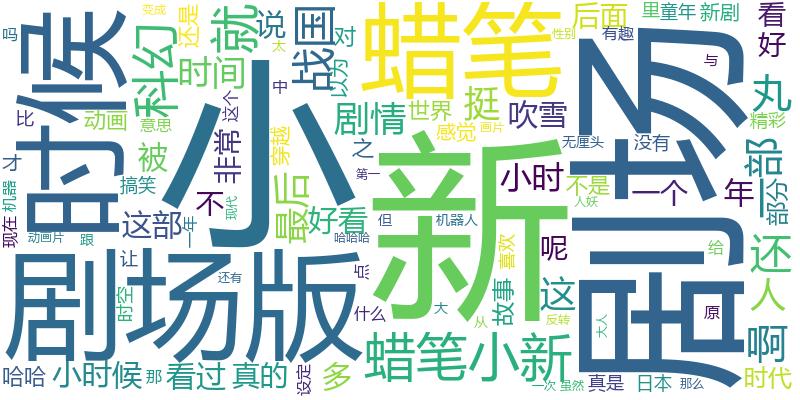 新
小
剧场
剧场版
时候
蜡笔
蜡笔小新
就
科幻
战国
时间
还是
说
对
以为
后面
里
童年
新剧
看
好
有趣
与
变成
吗
太
性别
比
动画
意思
这个
中
剧情
世界
挺
吹雪
感觉
画片
丸
精彩
才
机器
被
非常
穿越
之
无厘头
没有
一部
搞笑
不
现代
第一
小时
不是
一个
年
部分
人妖
现在
动画片
跟
这部
一年
最后
好看
但
哈哈哈
机器人
喜欢
呢
给
还
让
时空
还有
点
什么
大
故事
这
从
反转
大人
原
人
啊
哈哈
小时候
那
看过
真的
设定
多
一次
虽然
真是
日本
那么
时代